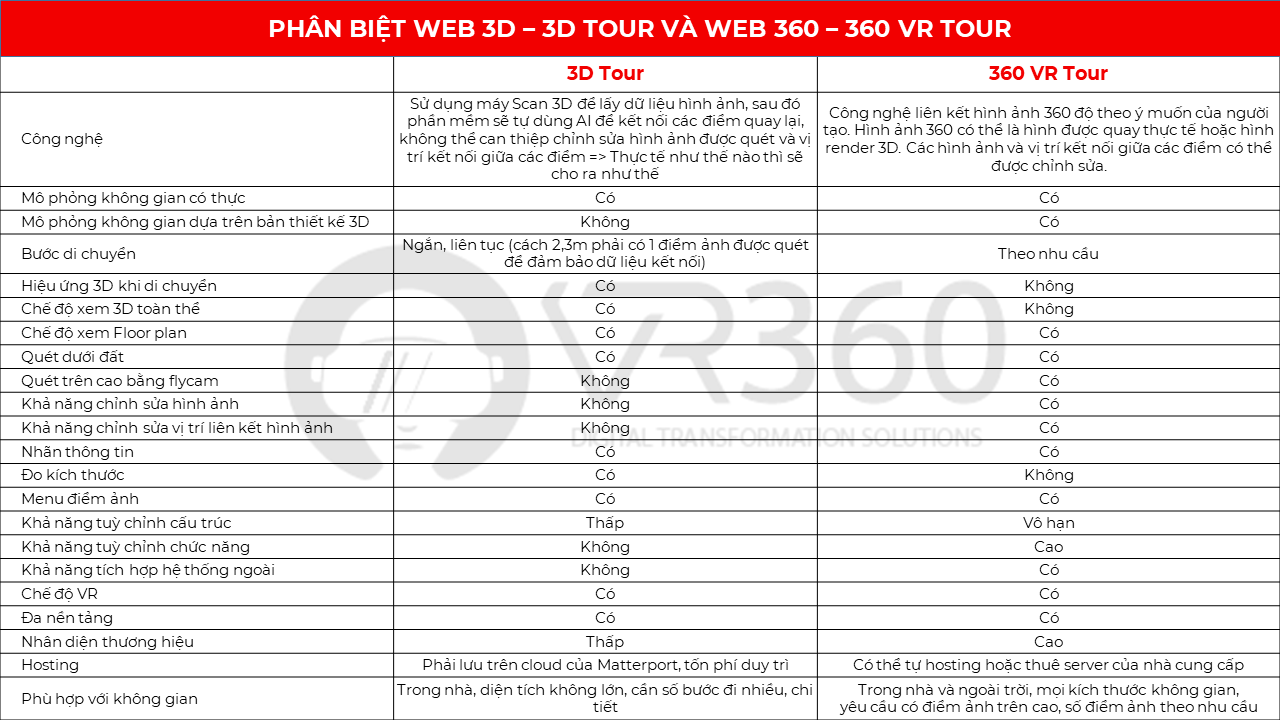 PHÂN BIỆT WEB 3D – 3D TOUR VÀ WEB 360 – 360 VR TOUR
3D Tour
360 VR Tour
Công nghệ
Sử dụng máy Scan 3D để lấy dữ liệu hình ảnh, sau đó
phần mềm sẽ tự dùng AI để kết nối các điểm quay lại,
không thể can thiệp chỉnh sửa hình ảnh được quét và vị
trí kết nối giữa các điểm => Thực tế như thế nào thì sẽ
cho ra như thế
Công nghệ liên kết hình ảnh 360 độ theo ý muốn của người
tạo. Hình ảnh 360 có thể là hình được quay thực tế hoặc hình
render 3D. Các hình ảnh và vị trí kết nối giữa các điểm có thể
được chỉnh sửa.
Mô phỏng không gian có thực
Có
Có
Mô phỏng không gian dựa trên bản thiết kế 3D
Không
Có
Bước di chuyển
Ngắn, liên tục (cách 2,3m phải có 1 điểm ảnh được quét
để đảm bảo dữ liệu kết nối)
Theo nhu cầu
Hiệu ứng 3D khi di chuyển
Có
Không
Chế độ xem 3D toàn thể
Có
Không
Chế độ xem Floor plan
Có
Có
Quét dưới đất
Có
Có
Quét trên cao bằng flycam
Không
Có
Khả năng chỉnh sửa hình ảnh
Không
Có
Khả năng chỉnh sửa vị trí liên kết hình ảnh
Không
Có
Nhãn thông tin
Có
Có
Đo kích thước
Có
Không
Menu điểm ảnh
Có
Có
Khả năng tuỳ chỉnh cấu trúc
Thấp
Vô hạn
Khả năng tuỳ chỉnh chức năng
Không
Cao
Khả năng tích hợp hệ thống ngoài
Không
Có
Chế độ VR
Có
Có
Đa nền tảng
Có
Có
Nhân diện thương hiệu
Thấp
Cao
Hosting
Phải lưu trên cloud của Matterport, tốn phí duy trì
Có thể tự hosting hoặc thuê server của nhà cung cấp
Phù hợp với không gian
Trong nhà, diện tích không lớn, cần số bước đi nhiều, chi
tiết
Trong nhà và ngoài trời, mọi kích thước không gian,
yêu cầu có điểm ảnh trên cao, số điểm ảnh theo nhu cầu
VR360
DIGITAL TRANSFORMATION SOLUTIONS